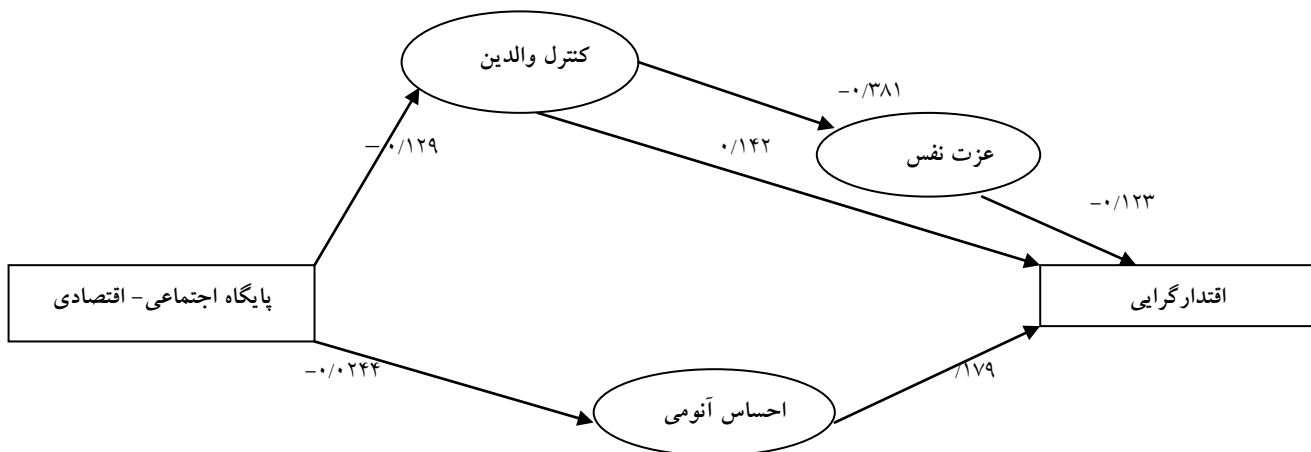 کنترل والدین
-۰/۳۸۱
عزت نفس
۰/۱۴۲
-۰/۱۲۹
-۰/۱۲۳
اقتدارگرایی
پایگاه اجتماعی- اقتصادی
-۰/۰۲۴۴
/۱۷۹
احساس آنومی